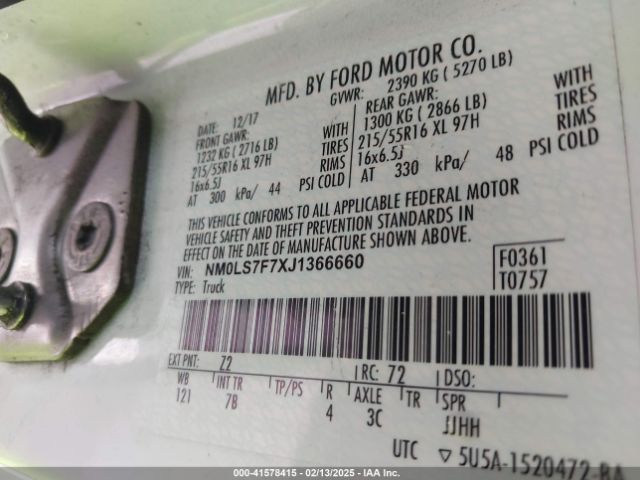 MFD. BY FORD MOTOR CO.
DATE: 12/17 GVWR: 2390 KG ( 5270 LB)
FRONT GAWR: REAR GAWR: WITH
1232 KG ( 2716 LB) WITH 1300 KG ( 2866 LB) TIRES
215/55R16 XL 97H TIRES 215/55R16 XL 97H RIMS
16x6.5J RIMS 16x6.5J
AT 300 kPa/ 44 PSI COLD AT 330 kPa/ 48 PSI COLD
THIS VEHICLE CONFORMS TO ALL APPLICABLE FEDERAL MOTOR
VEHICLE SAFETY AND THEFT PREVENTION STANDARDS IN
EFFECT ON THE DATE OF MANUFACTURE SHOWN ABOVE.
VIN: NM0LS7F7XJ1366660 F0361
TYPE: Truck T0757
EXT PNT: Z2 RC: 72 DSO:
WB INT TR TP/PS R AXLE TR SPR
121 7B 4 3C JJHH
UTC ▽ 5U5A-1520472-BA
000-41578415 - 02/13/2025 - IAA Inc.